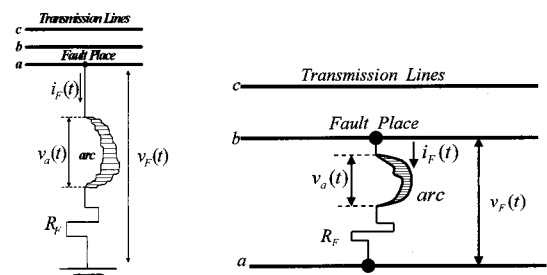 Transmission Lines
c
b
Fault Place
a
i_F(t)
v_a(t)
arc
v_F(t)
R_F
Transmission Lines
c
Fault Place
b
i_F(t)
v_a(t)
arc
v_F(t)
R_F
a